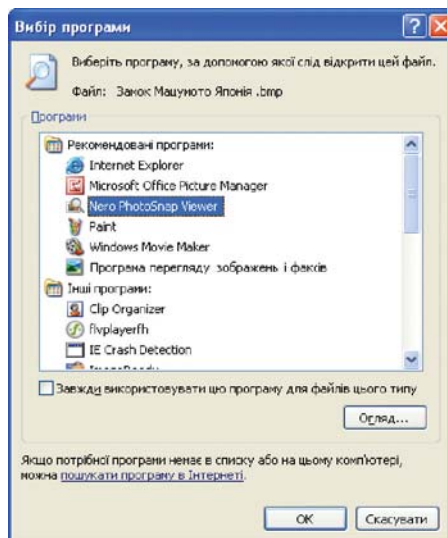 Вибір програми
Виберіть програму, за допомогою якої слід відкрити цей файл.
Файл: Замок Мацумото Японія .bmp
Програми
Рекомендовані програми:
Internet Explorer
Microsoft Office Picture Manager
Nero PhotoSnap Viewer
Paint
Windows Movie Maker
Програма перегляду зображень і факсів
Інші програми:
Clip Organizer
flvplayerfh
IE Crash Detection
ImageReady
Завжди використовувати цю програму для файлів цього типу
Огляд...
Якщо потрібної програми немає в списку або на цьому комп'ютері,
можна пошукати програму в Інтернеті.
OK
Скасувати